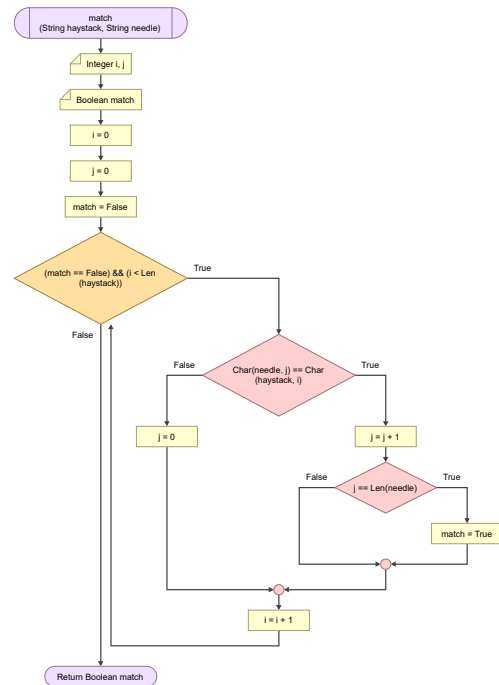 match
(String haystack, String needle)
Integer i, j
Boolean match
i = 0
j = 0
match = False
(match == False) && (i < Len
(haystack))
True
False
Char(needle, j) == Char
(haystack, i)
False
True
j = 0
j = j + 1
j == Len(needle)
False
True
match = True
i = i + 1
Return Boolean match